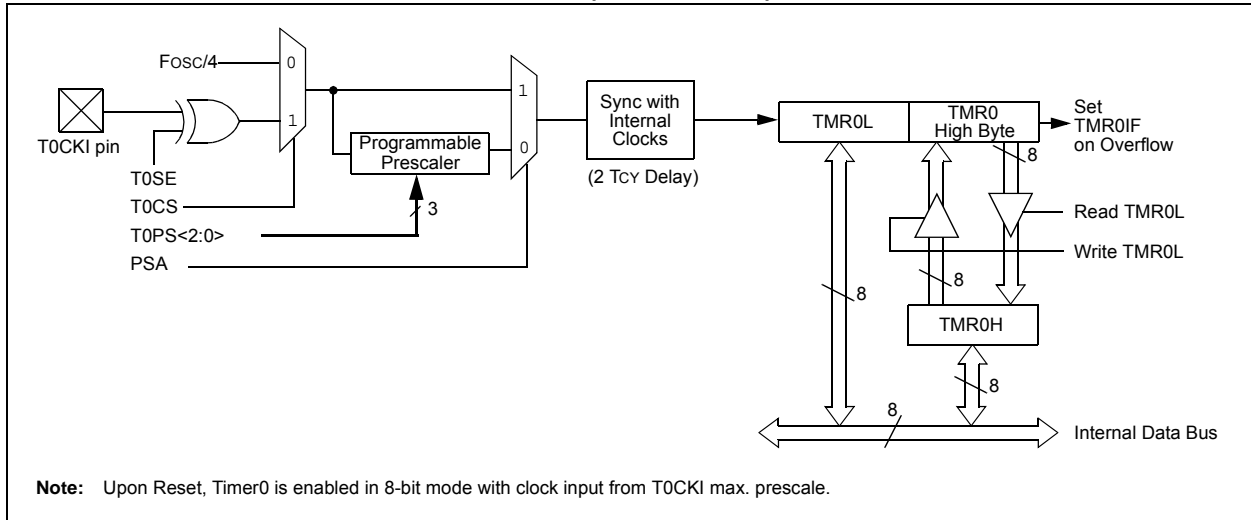 FOSC/4
0
1
T0CKI pin
T0SE
T0CS
T0PS<2:0>
PSA
Programmable
Prescaler
3
1
0
Sync with
Internal
Clocks
(2 TCY Delay)
TMR0L
TMR0
High Byte
Set
TMR0IF
on Overflow
8
Read TMR0L
Write TMR0L
8
8
TMR0H
8
8
Internal Data Bus
Note: Upon Reset, Timer0 is enabled in 8-bit mode with clock input from T0CKI max. prescale.